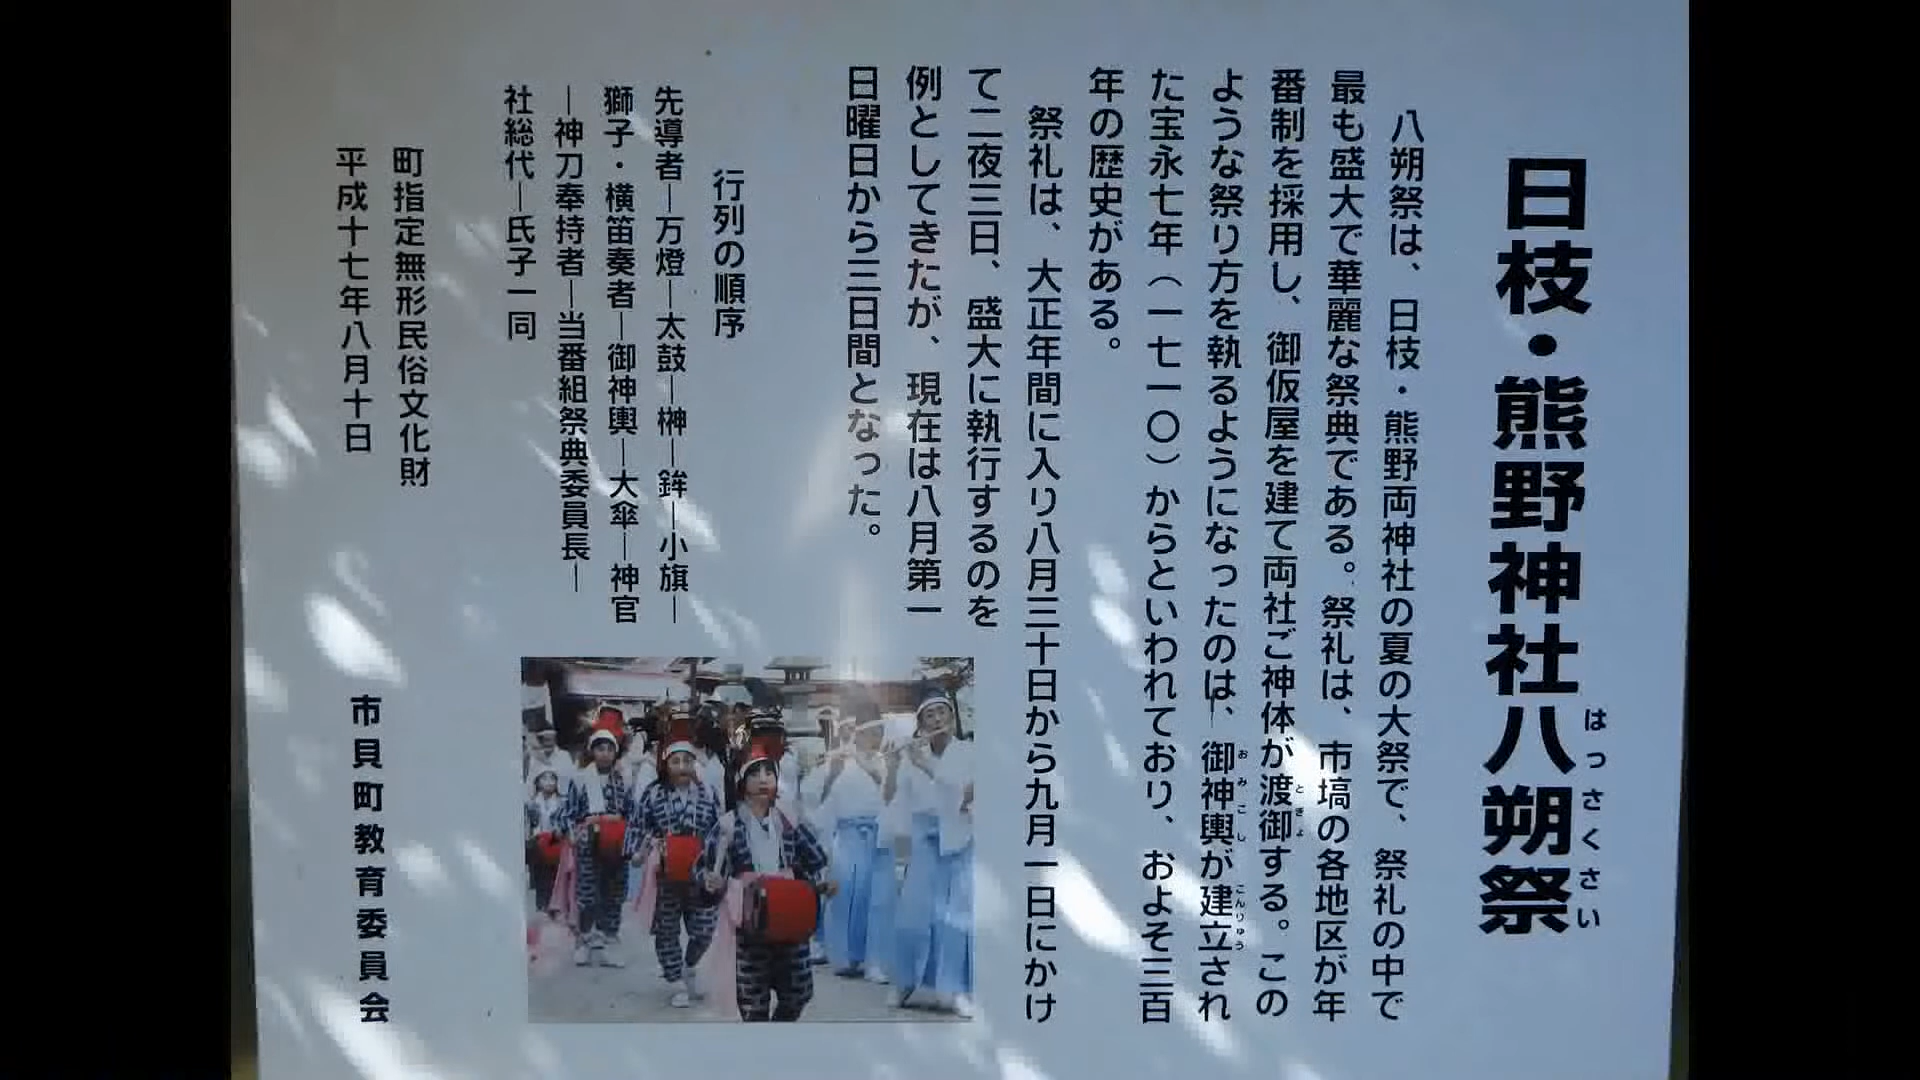 日枝・熊野神社八朔祭
はっさくさい
八朔祭は、日枝・熊野両神社の夏の大祭で、祭礼の中で
最も盛大で華麗な祭典である。祭礼は、市塙の各地区が年
番制を採用し、御仮屋を建て両社ご神体が渡御する。この
とぎょ
ような祭り方を執るようになったのは、御神輿が建立され
おみこし
こんりゅう
た宝永七年（一七一〇）からといわれており、およそ三百
年の歴史がある。
祭礼は、大正年間に入り八月三十日から九月一日にかけ
て二夜三日、盛大に執行するのを
例としてきたが、現在は八月第一
日曜日から三日間となった。
行列の順序
先導者―万燈―太鼓―榊―鉾―小旗―
獅子・横笛奏者―御神輿―大傘―神官
―神刀奉持者―当番組祭典委員長―
社総代―氏子一同
町指定無形民俗文化財
平成十七年八月十日
市貝町教育委員会